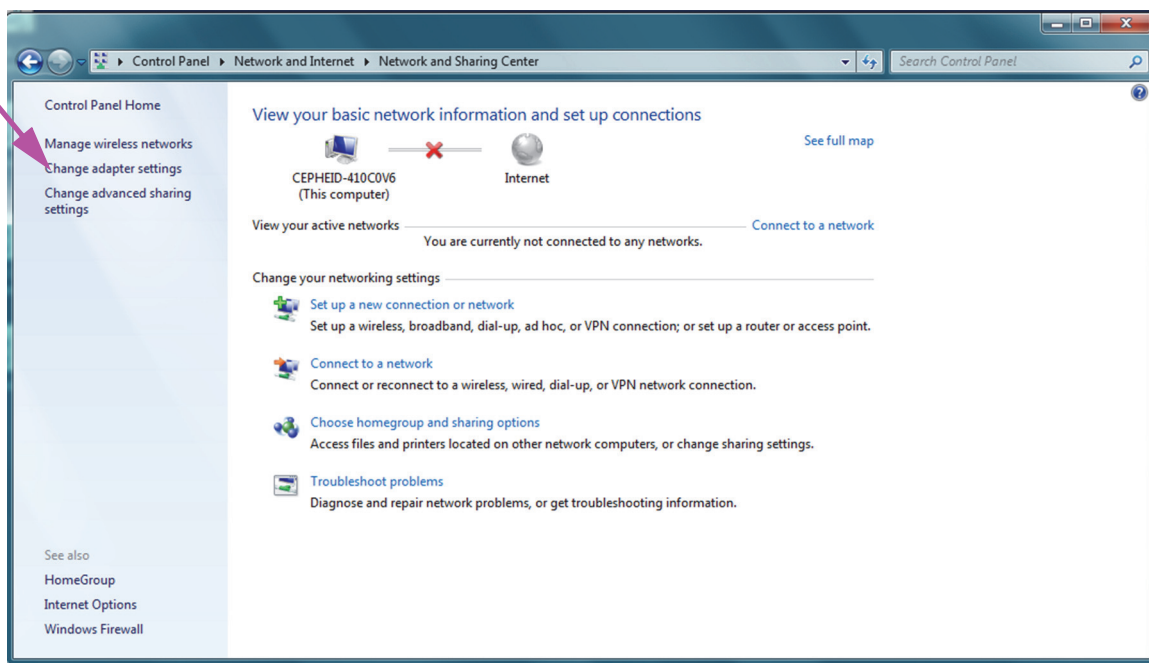 Control Panel Network and Internet Network and Sharing Center Search Control Panel
Control Panel Home
Manage wireless networks
Change adapter settings
Change advanced sharing
settings
View your basic network information and set up connections
See full map
CEPHEID-410C0V6
(This computer)
Internet
View your active networks
Connect to a network
You are currently not connected to any networks.
Change your networking settings
Set up a new connection or network
Set up a wireless, broadband, dial-up, ad hoc, or VPN connection; or set up a router or access point.
Connect to a network
Connect or reconnect to a wireless, wired, dial-up, or VPN network connection.
Choose homegroup and sharing options
Access files and printers located on other network computers, or change sharing settings.
Troubleshoot problems
Diagnose and repair network problems, or get troubleshooting information.
See also
HomeGroup
Internet Options
Windows Firewall